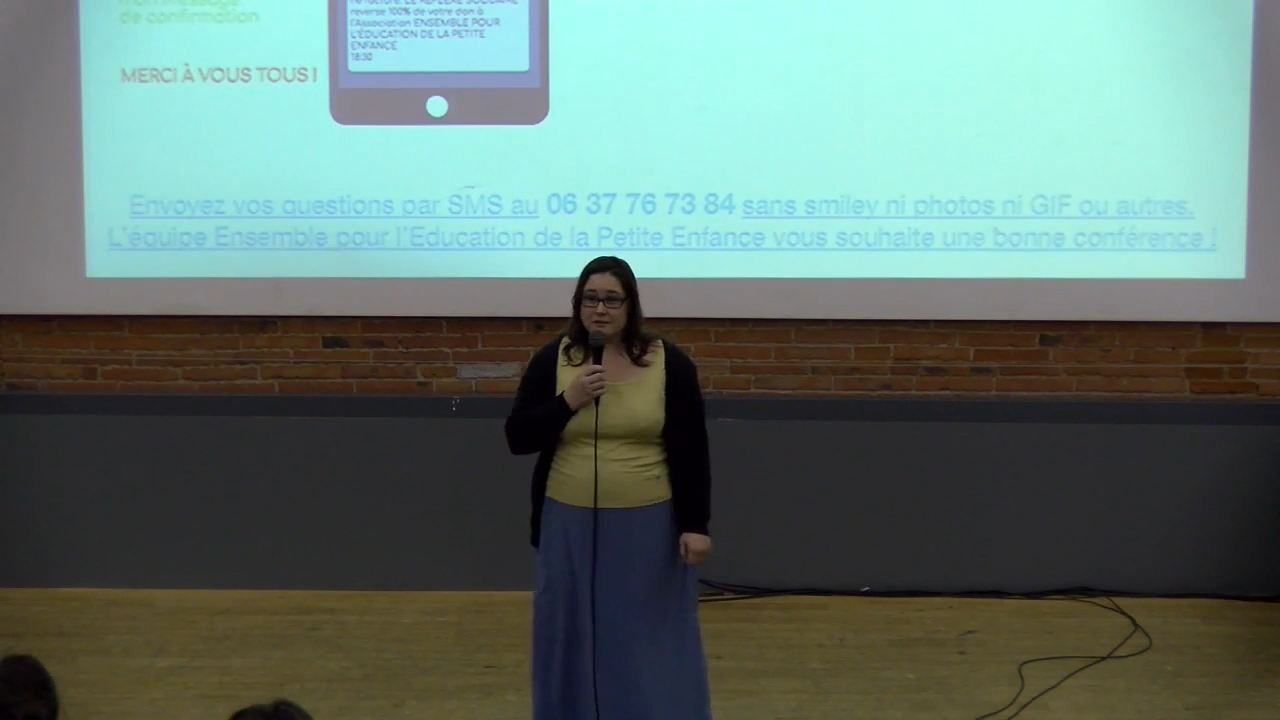 mon message
de confirmation
MERCI À VOUS TOUS !
reverse 100% de votre don à
l'Association ENSEMBLE POUR
L'ÉDUCATION DE LA PETITE
ENFANCE
18:30
Envoyez vos questions par SMS au 06 37 76 73 84 sans smiley ni photos ni GIF ou autres.
L'équipe Ensemble pour l'Education de la Petite Enfance vous souhaite une bonne conférence !